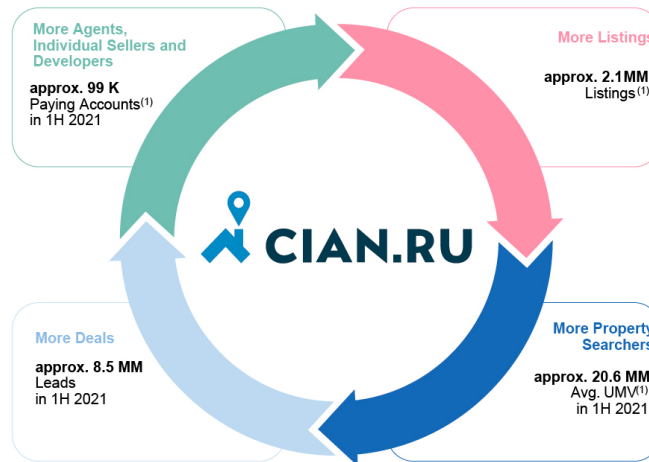 More Agents,
Individual Sellers and
Developers
approx. 99 K
Paying Accounts(1)
in 1H 2021
More Listings
approx. 2.1MM
Listings(1)
CIAN.RU
More Deals
approx. 8.5 MM
Leads
in 1H 2021
More Property
Searchers
approx. 20.6 MM
Avg. UMV(1)
in 1H 2021